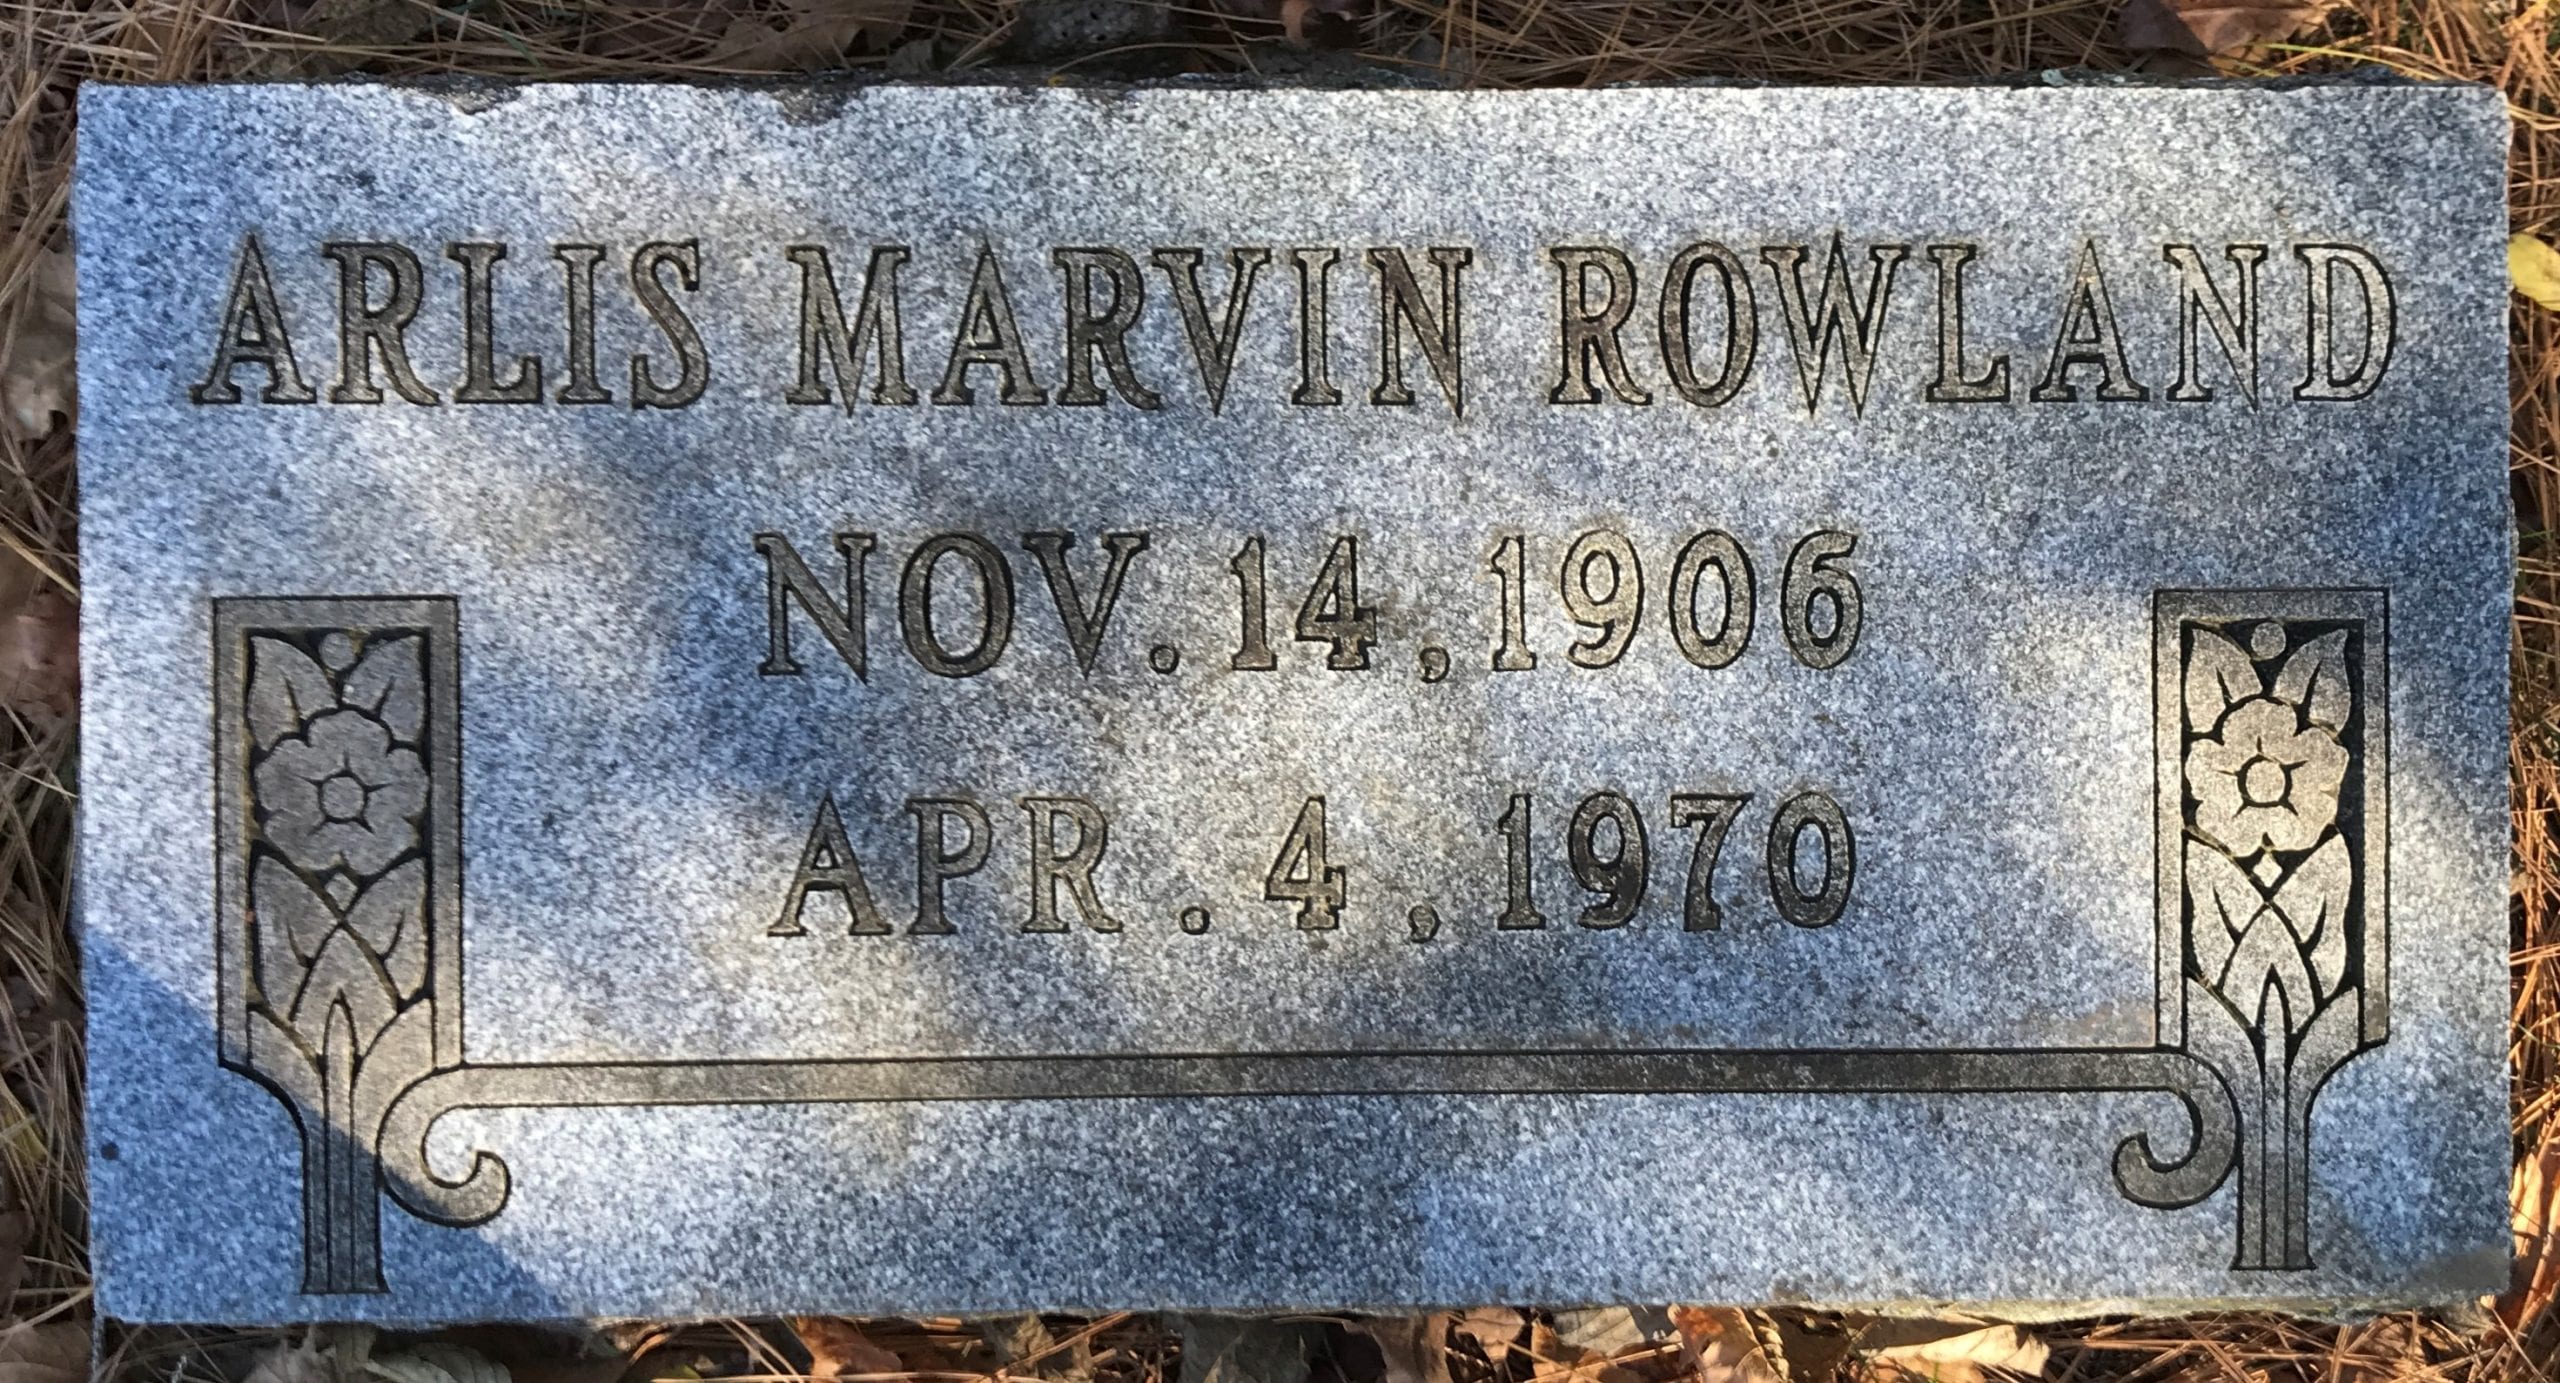 ARLIS MARVIN ROWLAND
NOV. 14, 1906
APR. 4, 1970